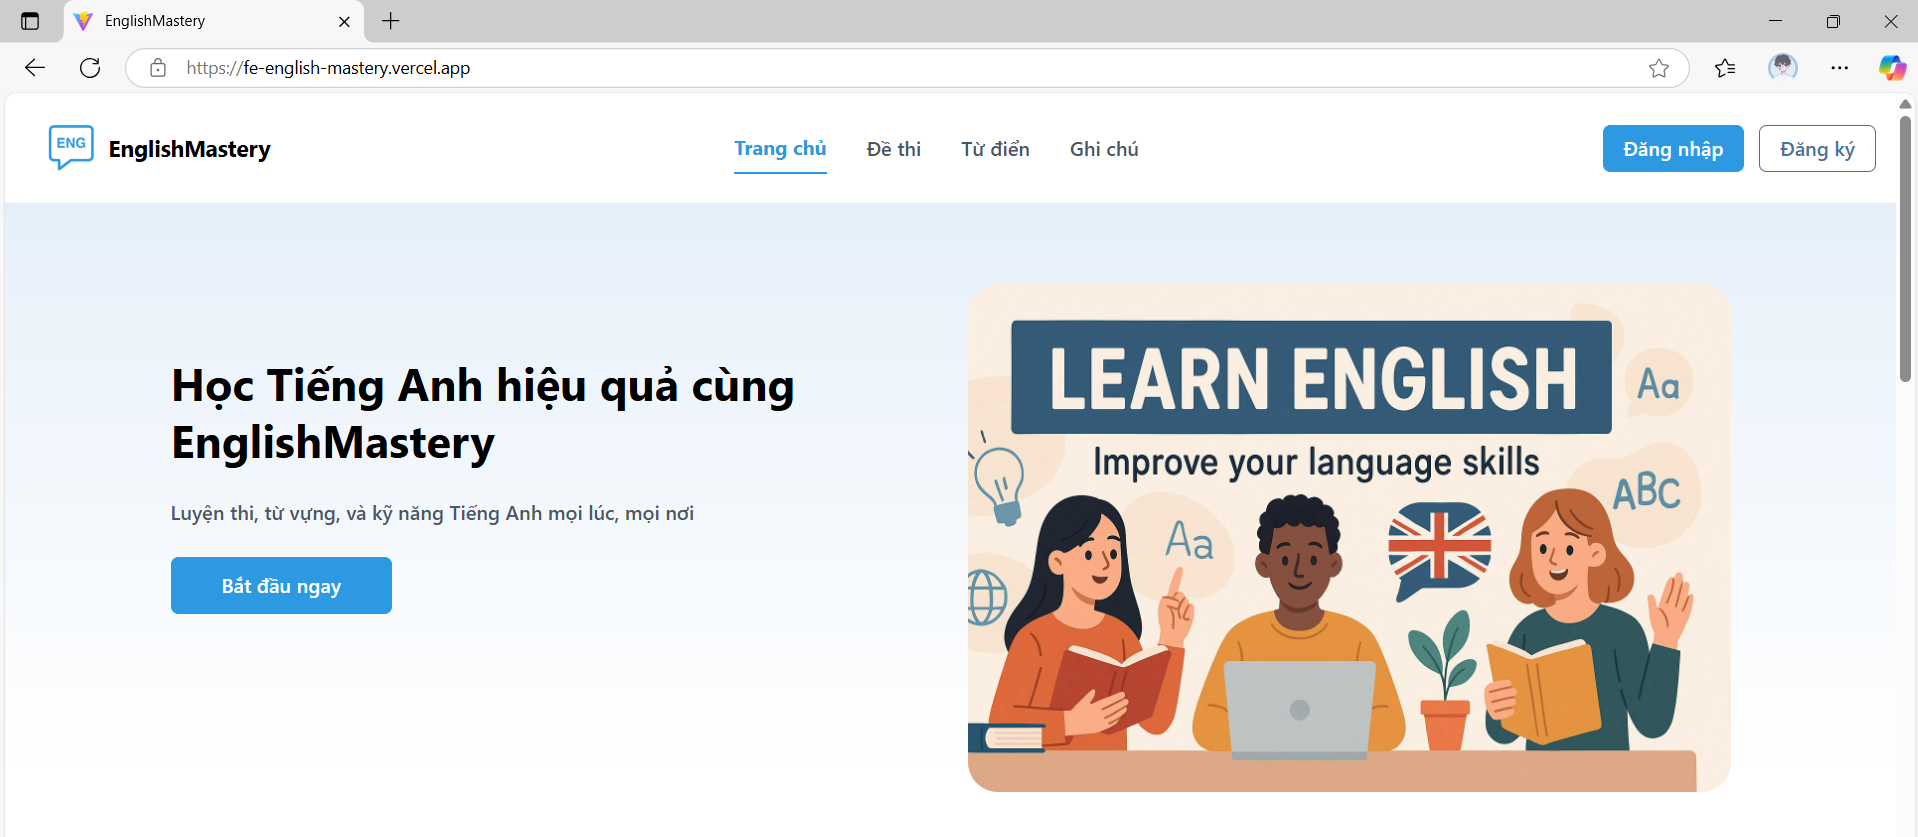 EnglishMastery
https://fe-english-mastery.vercel.app
ENG
EnglishMastery
Trang chủ
Đề thi
Từ điển
Ghi chú
Đăng nhập
Đăng ký
Học Tiếng Anh hiệu quả cùng
EnglishMastery
Luyện thi, từ vựng, và kỹ năng Tiếng Anh mọi lúc, mọi nơi
Bắt đầu ngay
LEARN ENGLISH
Improve your language skills
Aa
ABC
Aa